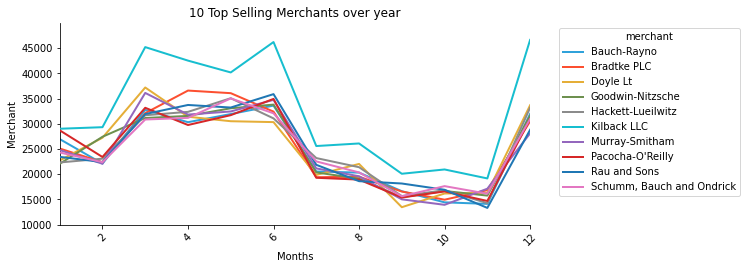 10 Top Selling Merchants over year
Merchant
45000
40000
35000
30000
25000
20000
15000
10000
2
4
6
8
10
12
Months
merchant
Bauch-Rayno
Bradtke PLC
Doyle Lt
Goodwin-Nitzsche
Hackett-Lueilwitz
Kilback LLC
Murray-Smitham
Pacocha-O'Reilly
Rau and Sons
Schumm, Bauch and Ondrick